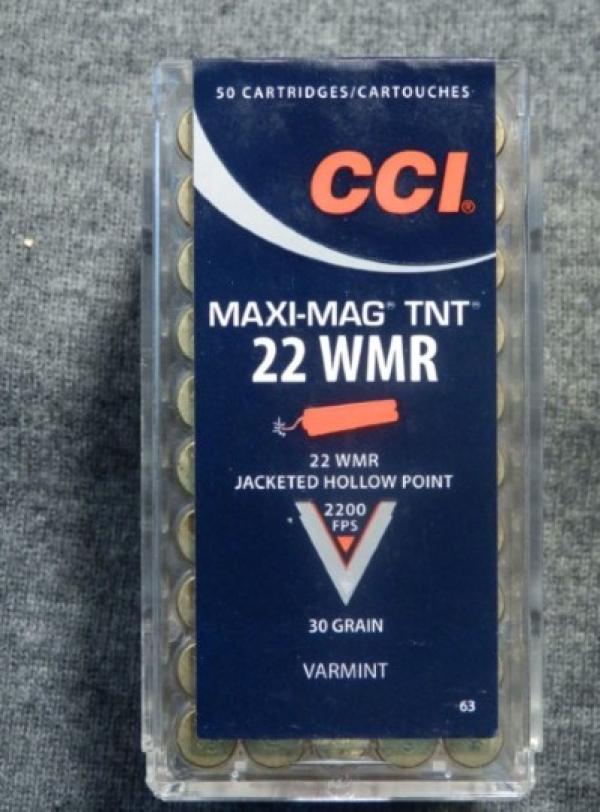 50 CARTRIDGES/CARTOUCHES
CCI®
MAXI-MAG® TNT®
22 WMR
22 WMR
JACKETED HOLLOW POINT
2200
FPS
30 GRAIN
VARMINT
63